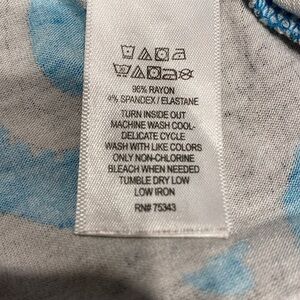 96% RAYON
4% SPANDEX / ELASTANE
TURN INSIDE OUT
MACHINE WASH COOL-
DELICATE CYCLE
WASH WITH LIKE COLORS
ONLY NON-CHLORINE
BLEACH WHEN NEEDED
TUMBLE DRY LOW
LOW IRON
RN# 75343